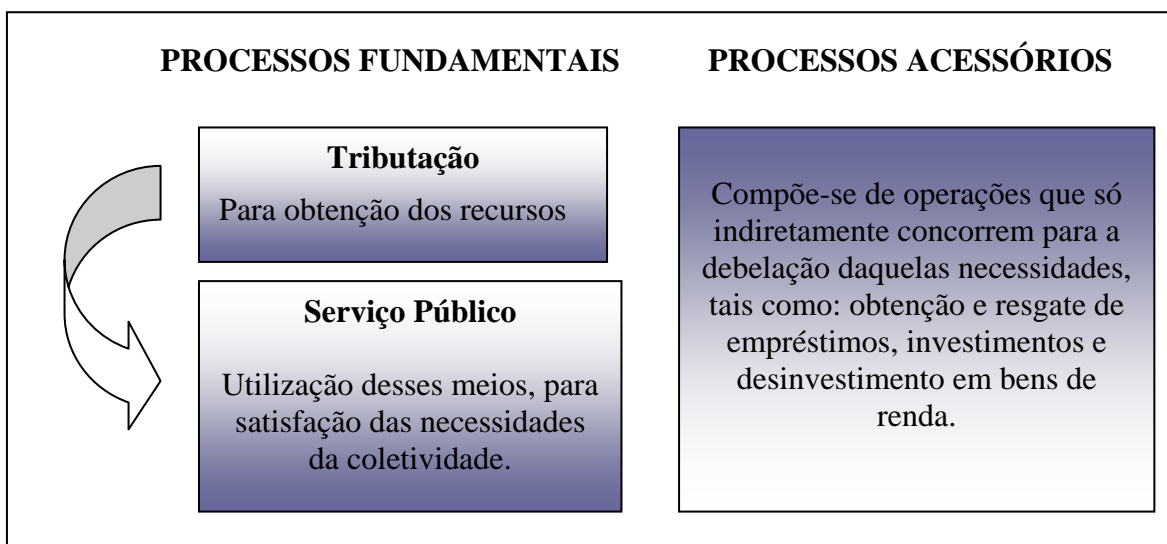 PROCESSOS FUNDAMENTAIS
Tributação
Para obtenção dos recursos
Serviço Público
Utilização desses meios, para
satisfação das necessidades
da coletividade.
PROCESSOS ACESSÓRIOS
Compõe-se de operações que só
indiretamente concorrem para a
debelação daquelas necessidades,
tais como: obtenção e resgate de
empréstimos, investimentos e
desinvestimento em bens de
renda.